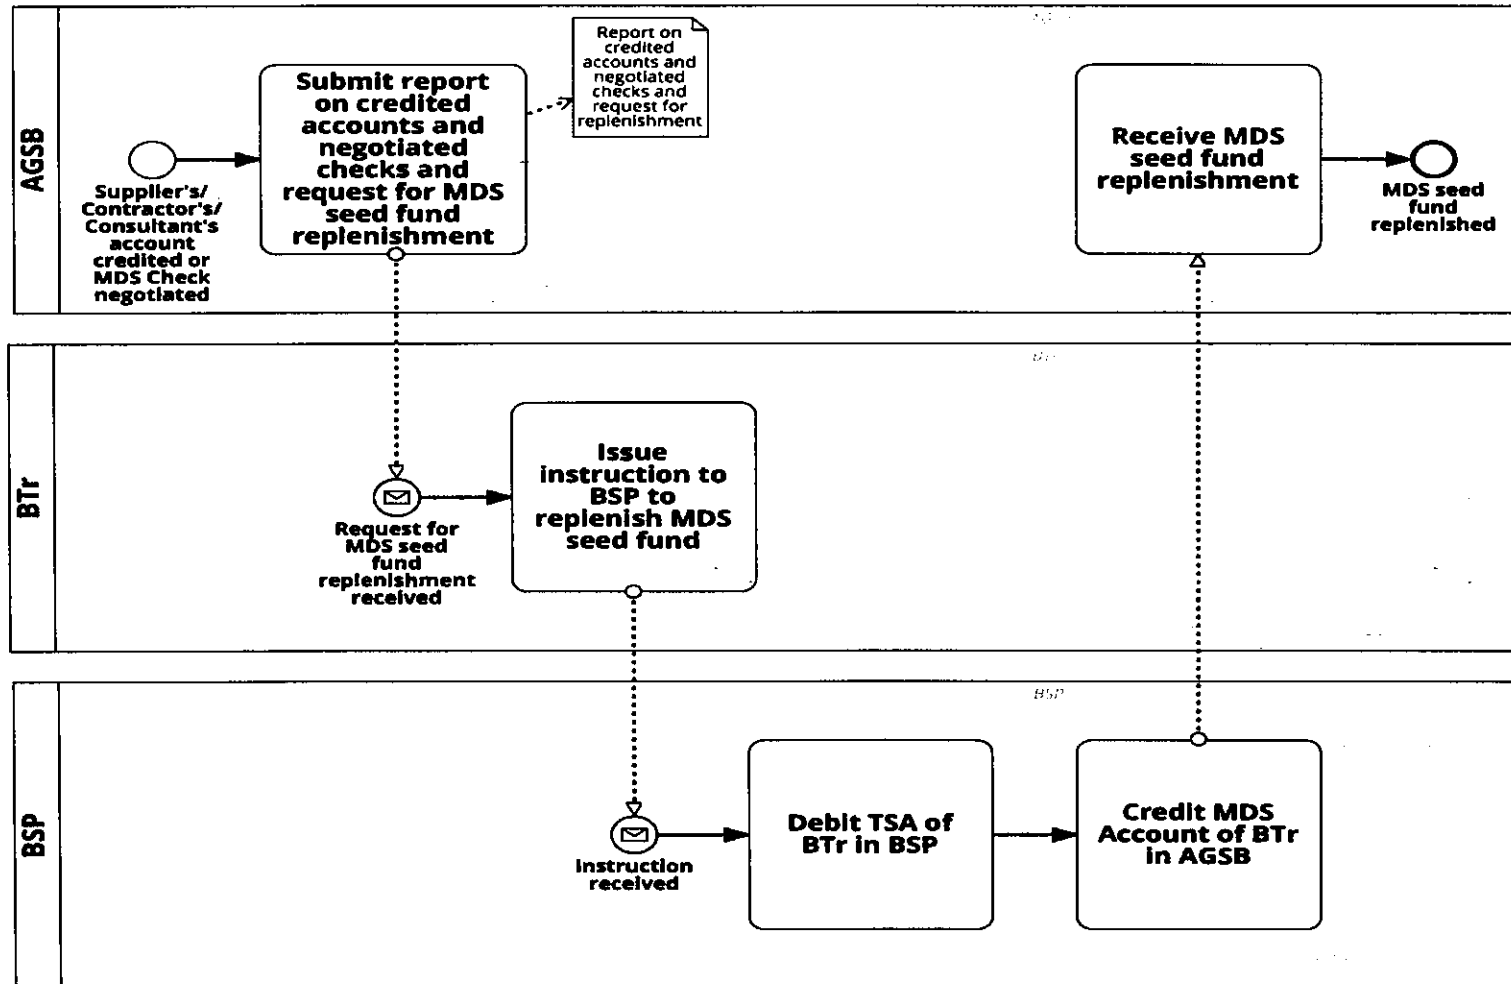 AGSB
Supplier's/
Contractor's/
Consultant's
account
credited or
MDS Check
negotiated
Submit report
on credited
accounts and
negotiated
checks and
request for MDS
seed fund
replenishment
Report on
credited
accounts and
negotiated
checks and
request for
replenishment
Receive MDS
seed fund
replenishment
MDS seed
fund
replenished
BTr
Request for
MDS seed
fund
replenishment
received
Issue
instruction to
BSP to
replenish MDS
seed fund
BSP
BSP
Instruction
received
Debit TSA of
BTr in BSP
Credit MDS
Account of BTr
in AGSB